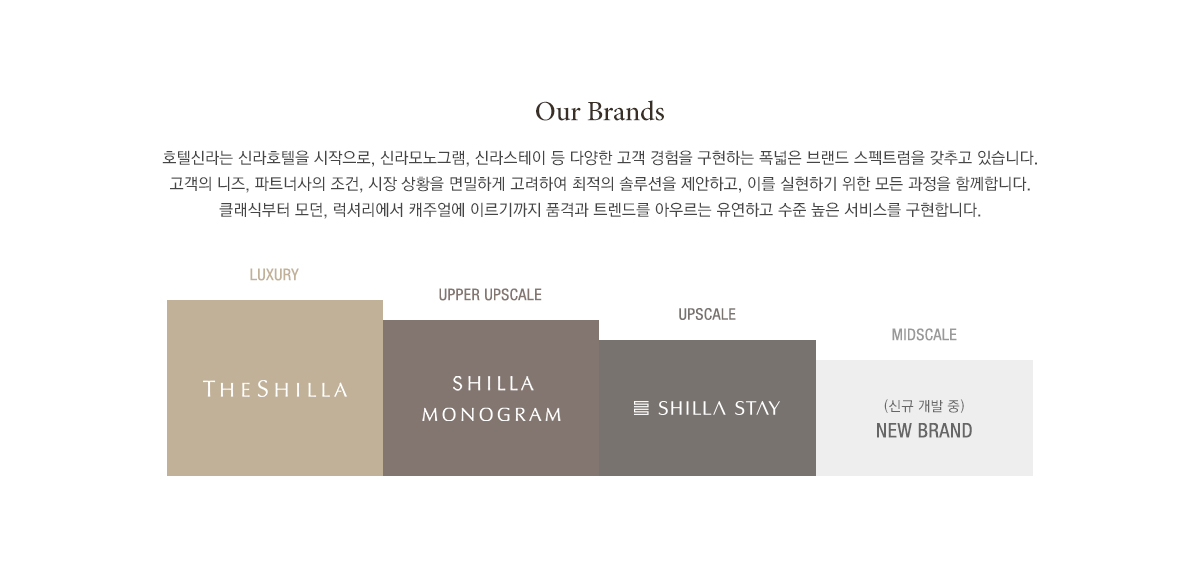 Our Brands
호텔신라는 신라호텔을 시작으로, 신라모노그램, 신라스테이 등 다양한 고객 경험을 구현하는 폭넓은 브랜드 스펙트럼을 갖추고 있습니다.
고객의 니즈, 파트너사의 조건, 시장 상황을 면밀하게 고려하여 최적의 솔루션을 제안하고, 이를 실현하기 위한 모든 과정을 함께합니다.
클래식부터 모던, 럭셔리에서 캐주얼에 이르기까지 품격과 트렌드를 아우르는 유연하고 수준 높은 서비스를 구현합니다.
LUXURY
THE SHILLA
UPPER UPSCALE
SHILLA
MONOGRAM
UPSCALE
SHILLA STAY
MIDSCALE
(신규 개발 중)
NEW BRAND